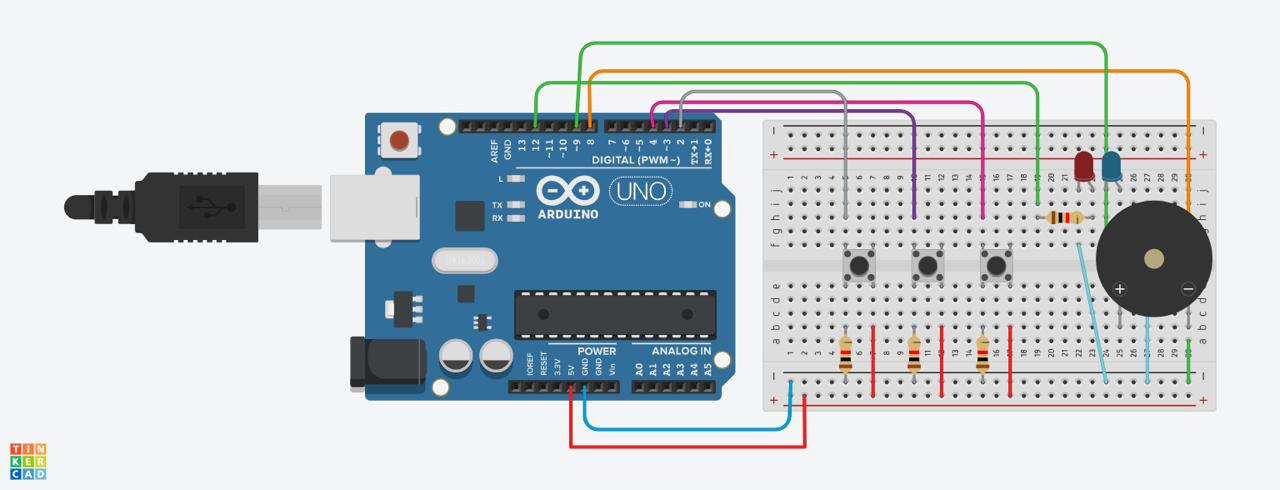 AREF
GND
13
12
~11
~10
~9
8
7
~6
~5
4
~3
2
TX→1
RX←0
DIGITAL (PWM ~)
L
TX
RX
ARDUINO
UNO
ON
IOREF
RESET
3.3V
5V
GND
GND
Vin
POWER
ANALOG IN
A0
A1
A2
A3
A4
A5
TIN
KER
CAD